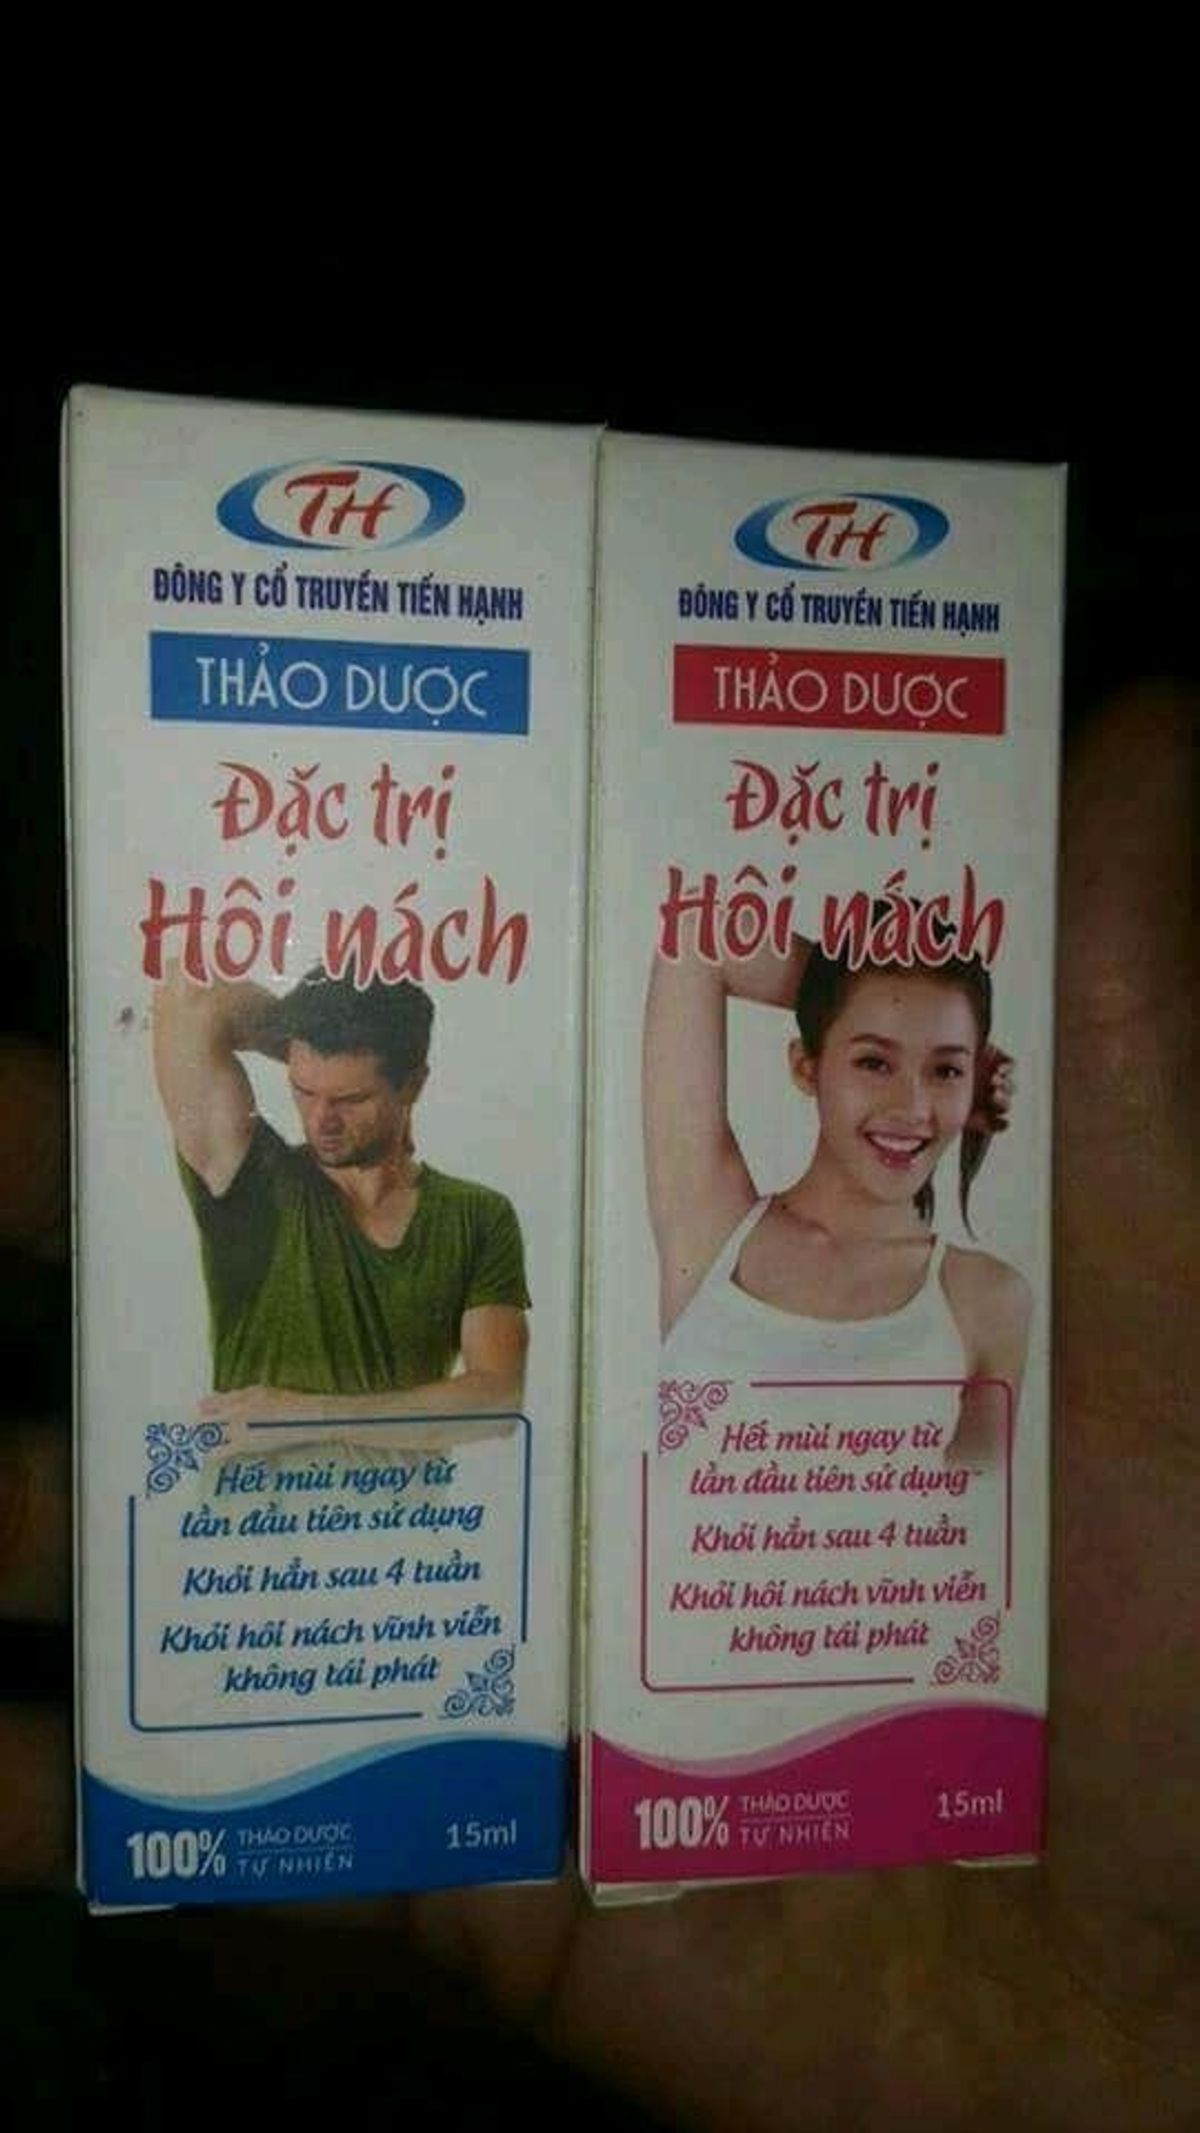 TH
ĐÔNG Y CỔ TRUYỀN TIẾN HẠNH
THẢO DƯỢC
Đặc trị
Hôi nách
Hết mùi ngay từ
lần đầu tiên sử dụng
Khỏi hẳn sau 4 tuần
Khỏi hôi nách vĩnh viễn
không tái phát
100% THẢO DƯỢC
TỰ NHIÊN
15ml
TH
ĐÔNG Y CỔ TRUYỀN TIẾN HẠNH
THẢO DƯỢC
Đặc trị
Hôi nách
Hết mùi ngay từ
lần đầu tiên sử dụng
Khỏi hẳn sau 4 tuần
Khỏi hôi nách vĩnh viễn
không tái phát
100% THẢO DƯỢC
TỰ NHIÊN
15ml